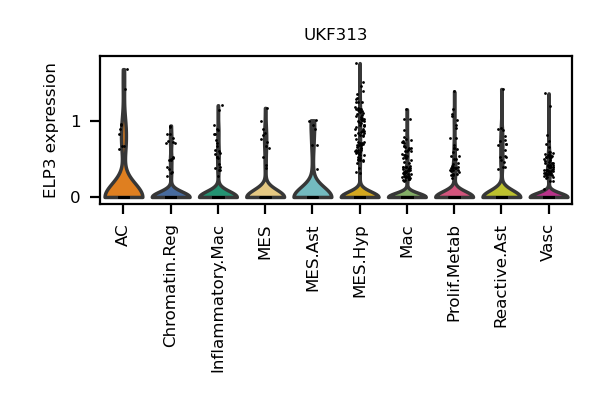 UKF313
ELP3 expression
1
0
AC
Chromatin.Reg
Inflammatory.Mac
MES
MES.Ast
MES.Hyp
Mac
Prolif.Metab
Reactive.Ast
Vasc